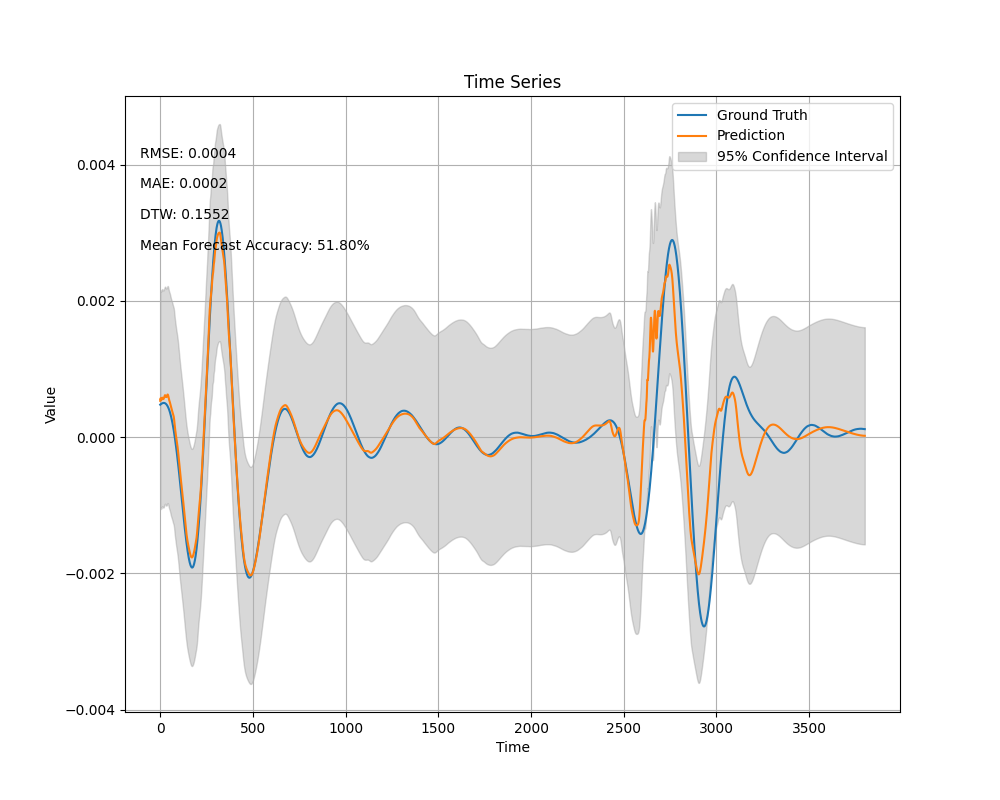 Time Series
Ground Truth
Prediction
95% Confidence Interval
RMSE: 0.0004
MAE: 0.0002
DTW: 0.1552
Mean Forecast Accuracy: 51.80%
Value
0.004
0.002
0.000
−0.002
−0.004
0 500 1000 1500 2000 2500 3000 3500
Time